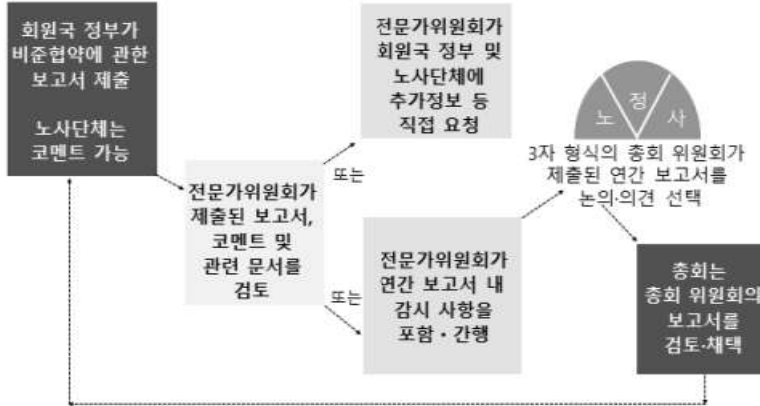 회원국 정부가
비준협약에 관한
보고서 제출
노사단체는
코멘트 가능
전문가위원회가
제출된 보고서,
코멘트 및
관련 문서를
검토
또는
전문가위원회가
회원국 정부 및
노사단체에
추가정보 등
직접 요청
또는
전문가위원회가
연간 보고서 내
감시 사항을
포함·간행
노 정 사
3자 형식의 총회 위원회가
제출된 연간 보고서를
논의·의견 선택
총회는
총회 위원회의
보고서를
검토·채택